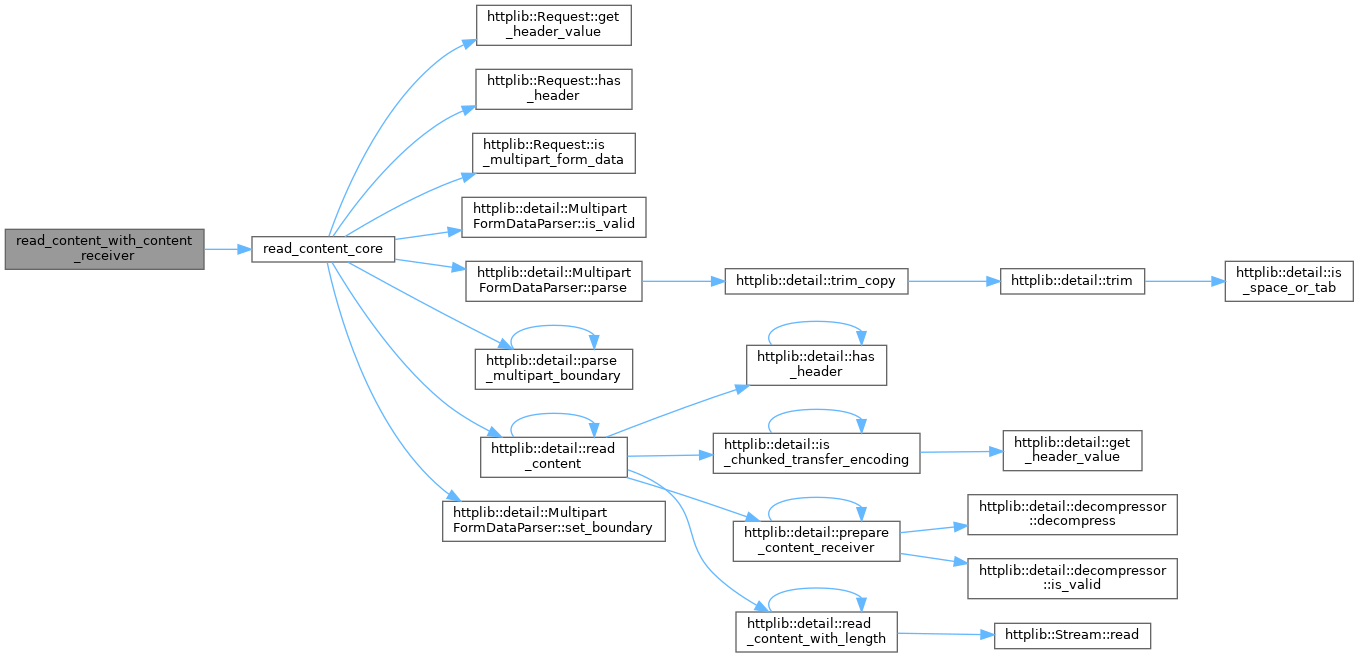 read_content_with_content
_receiver
read_content_core
httplib::Request::get
_header_value
httplib::Request::has
_header
httplib::Request::is
_multipart_form_data
httplib::detail::Multipart
FormDataParser::is_valid
httplib::detail::Multipart
FormDataParser::parse
httplib::detail::trim_copy
httplib::detail::trim
httplib::detail::is
_space_or_tab
httplib::detail::parse
_multipart_boundary
httplib::detail::read
_content
httplib::detail::has
_header
httplib::detail::is
_chunked_transfer_encoding
httplib::detail::get
_header_value
httplib::detail::prepare
_content_receiver
httplib::detail::decompressor
::decompress
httplib::detail::decompressor
::is_valid
httplib::detail::read
_content_with_length
httplib::Stream::read
httplib::detail::Multipart
FormDataParser::set_boundary